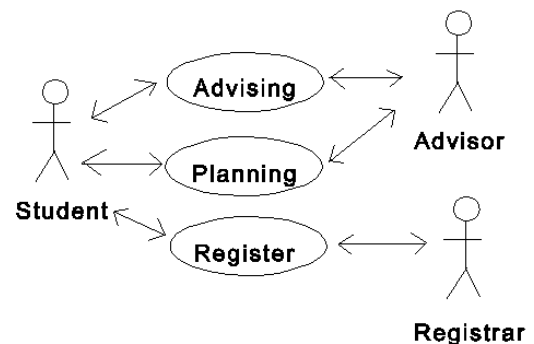 Advising
Advisor
Planning
Student
Register
Registrar